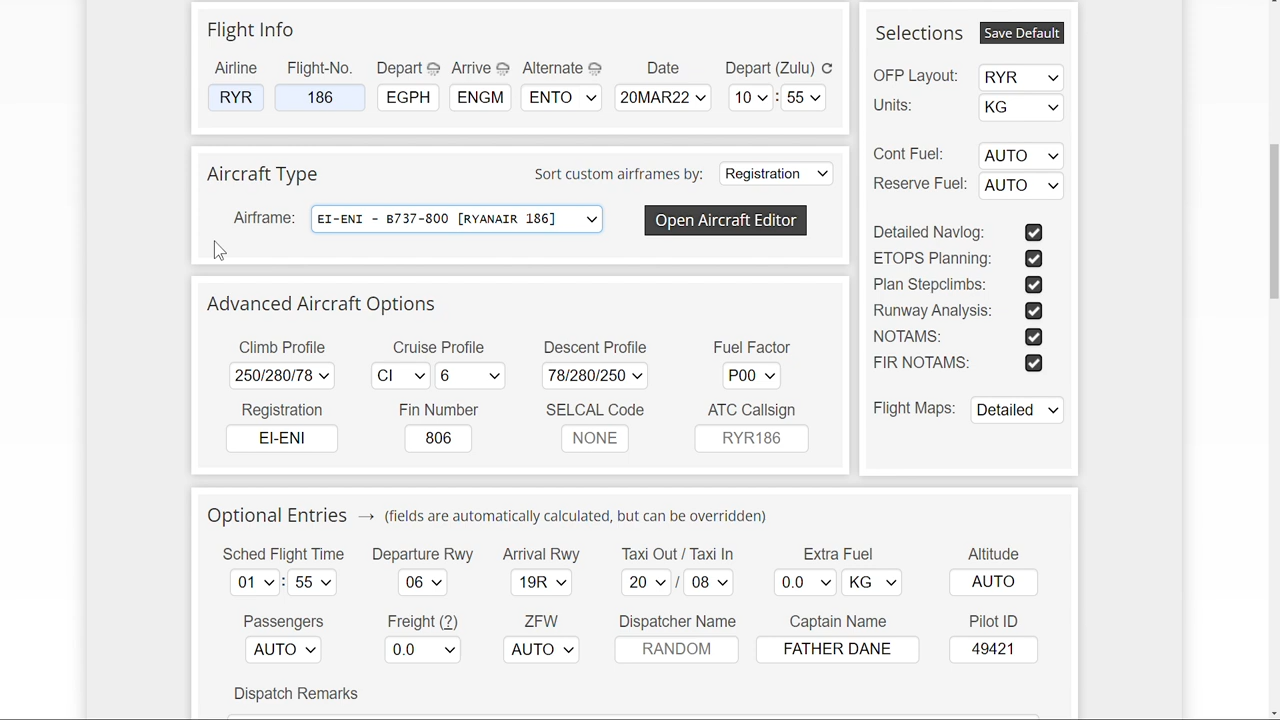 Flight Info
Airline Flight-No. Depart Arrive Alternate Date Depart (Zulu)
RYR 186 EGPH ENGM ENTO 20MAR22 10 : 55
Aircraft Type Sort custom airframes by: Registration
Airframe: EI-ENI - B737-800 [RYANAIR 186] Open Aircraft Editor
Advanced Aircraft Options
Climb Profile Cruise Profile Descent Profile Fuel Factor
250/280/78 CI 6 78/280/250 P00
Registration Fin Number SELCAL Code ATC Callsign
EI-ENI 806 NONE RYR186
Selections Save Default
OFP Layout: RYR
Units: KG
Cont Fuel: AUTO
Reserve Fuel: AUTO
Detailed Navlog:
ETOPS Planning:
Plan Stepclimbs:
Runway Analysis:
NOTAMS:
FIR NOTAMS:
Flight Maps: Detailed
Optional Entries → (fields are automatically calculated, but can be overridden)
Sched Flight Time Departure Rwy Arrival Rwy Taxi Out / Taxi In Extra Fuel Altitude
01 : 55 06 19R 20 / 08 0.0 KG AUTO
Passengers Freight (?) ZFW Dispatcher Name Captain Name Pilot ID
AUTO 0.0 AUTO RANDOM FATHER DANE 49421
Dispatch Remarks